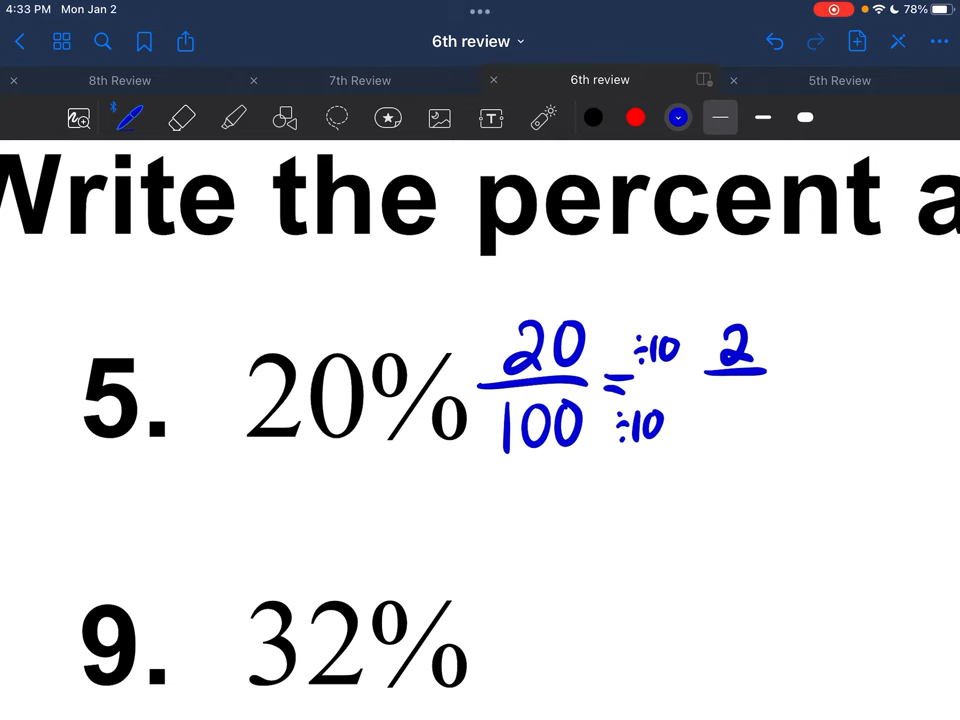 4:33 PM Mon Jan 2 78%
6th review
8th Review 7th Review 6th review 5th Review
Write the percent a
5. 20% 20/100 = ÷10 ÷10 2
9. 32%